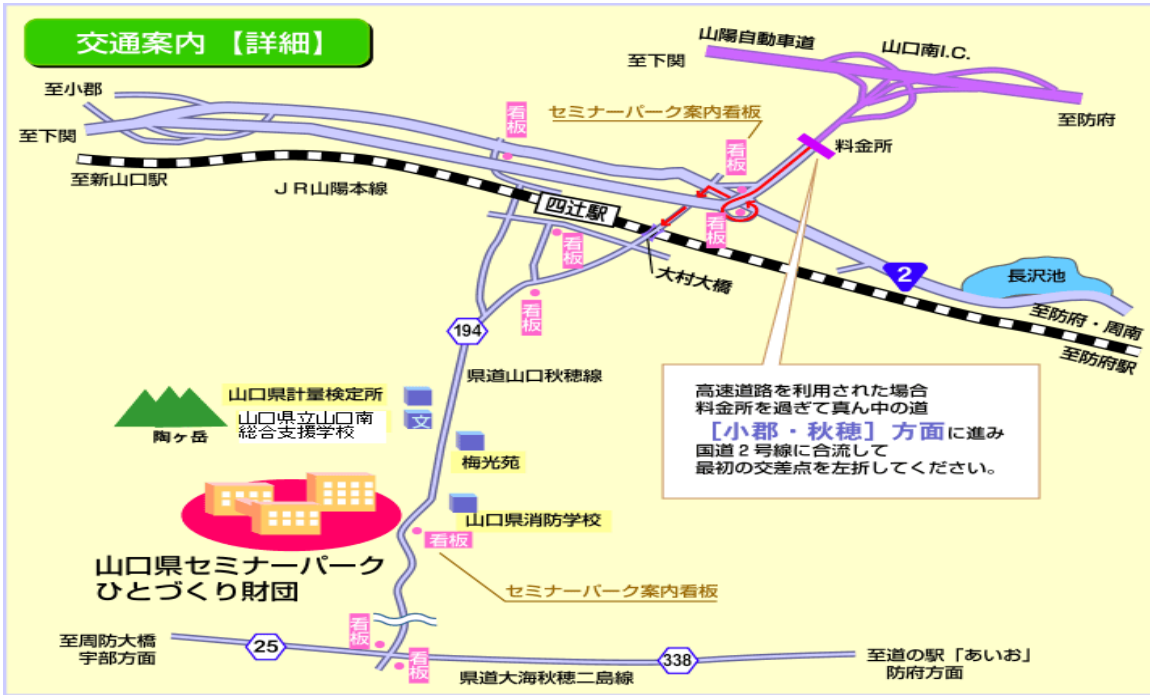 交通案内 【詳細】
山陽自動車道
山口南I.C.
至下関
至防府
至小郡
至下関
セミナーパーク案内看板
看板
看板
料金所
至新山口駅
JR山陽本線
四辻駅
看板
看板
大村大橋
2
長沢池
看板
至防府・周南
至防府駅
194
県道山口秋穂線
高速道路を利用された場合
料金所を過ぎて真ん中の道
[小郡・秋穂] 方面に進み
国道2号線に合流して
最初の交差点を左折してください。
山口県計量検定所
文
山口県立山口南
総合支援学校
陶ヶ岳
梅光苑
山口県消防学校
看板
山口県セミナーパーク
ひとづくり財団
セミナーパーク案内看板
看板
至周防大橋
宇部方面
25
看板
県道大海秋穂二島線
338
至道の駅「あいお」
防府方面